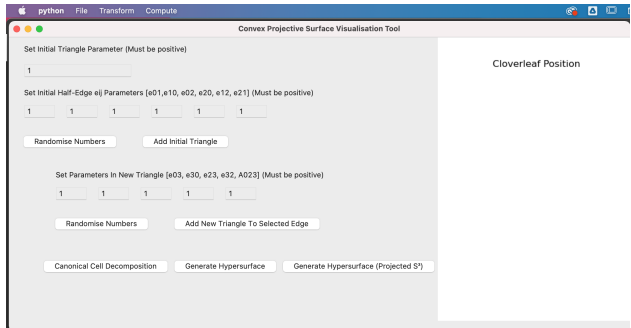 python File Transform Compute
Convex Projective Surface Visualisation Tool
Set Initial Triangle Parameter (Must be positive)
1
Set Initial Half-Edge eij Parameters [e01,e10, e02, e20, e12, e21] (Must be positive)
1 1 1 1 1 1
Randomise Numbers Add Initial Triangle
Set Parameters In New Triangle [e03, e30, e23, e32, A023] (Must be positive)
1 1 1 1 1
Randomise Numbers Add New Triangle To Selected Edge
Canonical Cell Decomposition Generate Hypersurface Generate Hypersurface (Projected S³)
Cloverleaf Position